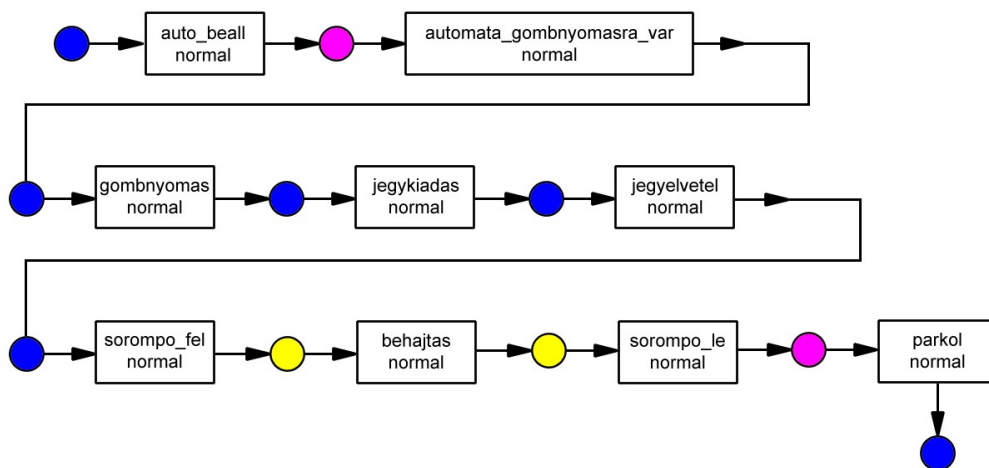 auto_beall
normal
automata_gombnyomasra_var
normal
gombnyomas
normal
jegykiadas
normal
jegyelvetel
normal
sorompo_fel
normal
behajtas
normal
sorompo_le
normal
parkol
normal